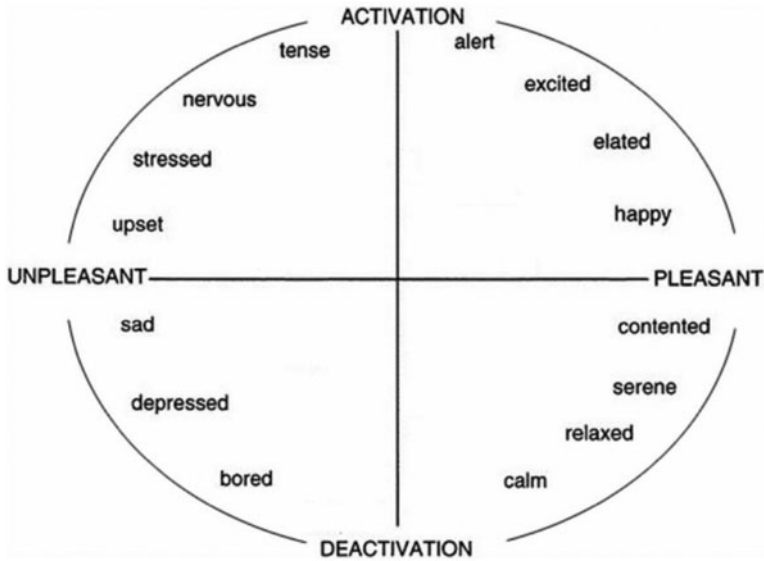 ACTIVATION
tense
alert
nervous
excited
stressed
elated
upset
happy
UNPLEASANT
PLEASANT
sad
contented
depressed
serene
relaxed
bored
calm
DEACTIVATION